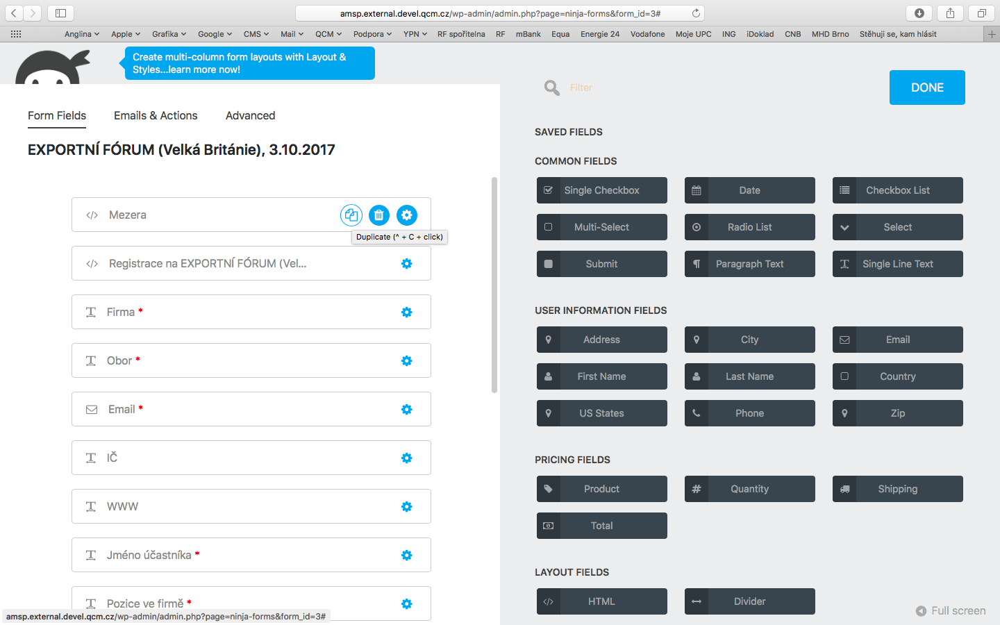 amsp.external.devel.qcm.cz/wp-admin/admin.php?page=ninja-forms&form_id=3#
Anglina Apple Grafika Google CMS Mail QCM Podpora YPN RF spořitelna RF mBank Equa Energie 24 Vodafone Moje UPC ING iDoklad CNB MHD Brno Stěhuji se, kam hlásit
Create multi-column form layouts with Layout &
Styles...learn more now!
Filter
DONE
Form Fields Emails & Actions Advanced
EXPORTNÍ FÓRUM (Velká Británie), 3.10.2017
Mezera
Duplicate (^ + C + click)
Registrace na EXPORTNÍ FÓRUM (Vel...
Firma *
Obor *
Email *
IČ
WWW
Jméno účastníka *
Pozice ve firmě *
amsp.external.devel.qcm.cz/wp-admin/admin.php?page=ninja-forms&form_id=3#
SAVED FIELDS
COMMON FIELDS
Single Checkbox Date Checkbox List
Multi-Select Radio List Select
Submit Paragraph Text Single Line Text
USER INFORMATION FIELDS
Address City Email
First Name Last Name Country
US States Phone Zip
PRICING FIELDS
Product Quantity Shipping
Total
LAYOUT FIELDS
HTML Divider
Full screen